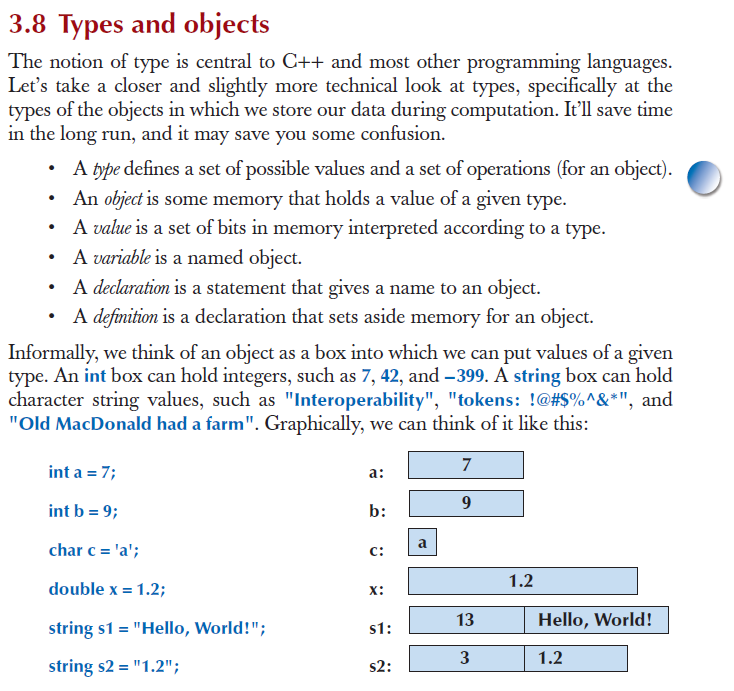 3.8 Types and objects
The notion of type is central to C++ and most other programming languages.
Let's take a closer and slightly more technical look at types, specifically at the
types of the objects in which we store our data during computation. It'll save time
in the long run, and it may save you some confusion.
• A type defines a set of possible values and a set of operations (for an object).
• An object is some memory that holds a value of a given type.
• A value is a set of bits in memory interpreted according to a type.
• A variable is a named object.
• A declaration is a statement that gives a name to an object.
• A definition is a declaration that sets aside memory for an object.
Informally, we think of an object as a box into which we can put values of a given
type. An int box can hold integers, such as 7, 42, and –399. A string box can hold
character string values, such as "Interoperability", "tokens: !@#$%^&*", and
"Old MacDonald had a farm". Graphically, we can think of it like this:
int a = 7; a: 7
int b = 9; b: 9
char c = 'a'; c: a
double x = 1.2; x: 1.2
string s1 = "Hello, World!"; s1: 13 Hello, World!
string s2 = "1.2"; s2: 3 1.2